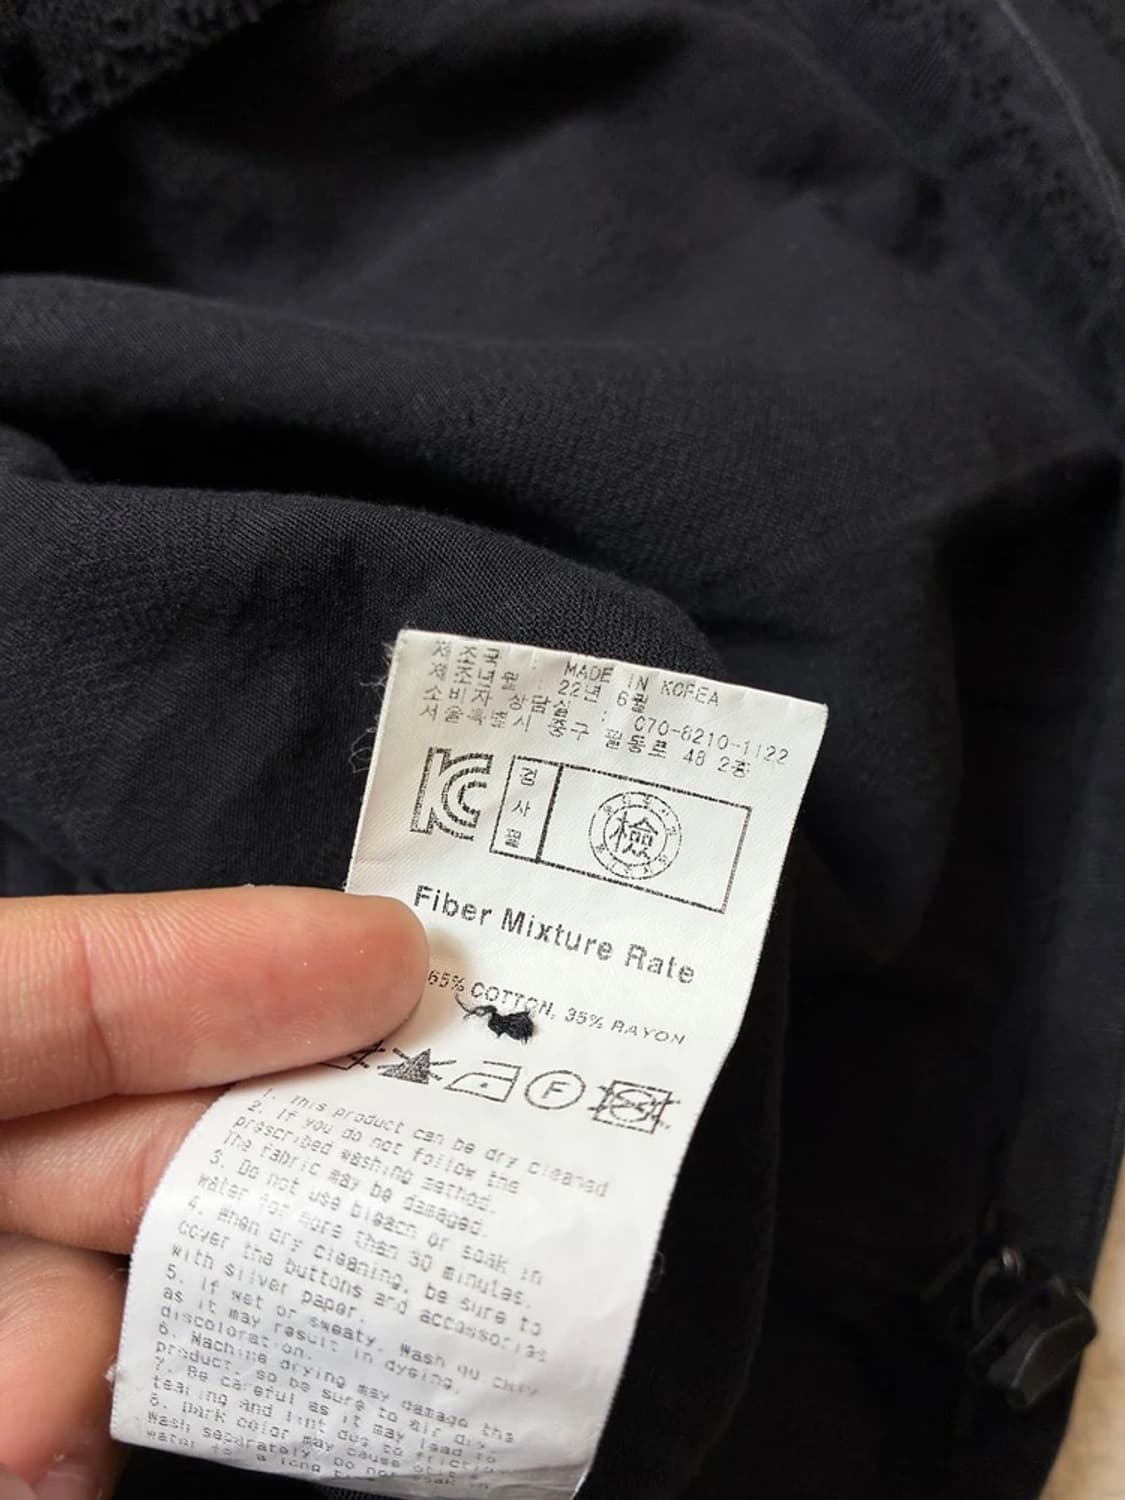 제조국 : MADE IN KOREA
제조년월 : 22년 6월
소비자 상담실 : 070-8210-1122
서울특별시 중구 필동로 48 2층
KC
검사필
檢
Fiber Mixture Rate
65% COTTON, 35% RAYON
F
1. This product can be dry cleaned
2. If you do not follow the
prescribed washing method.
The fabric may be damaged.
3. Do not use bleach or soak in
water for more than 30 minutes.
4. When dry cleaning, be sure to
cover the buttons and accessories
with silver paper.
5. If wet or sweaty. Wash quickly
as it may result in dyeing,
discoloration.
6. Machine drying may damage the
product, so be sure to air dry.
7. Be careful as it may lead to
tearing and lint due to friction
8. Dark color may cause
wash separately. Do not soak in
water for a long